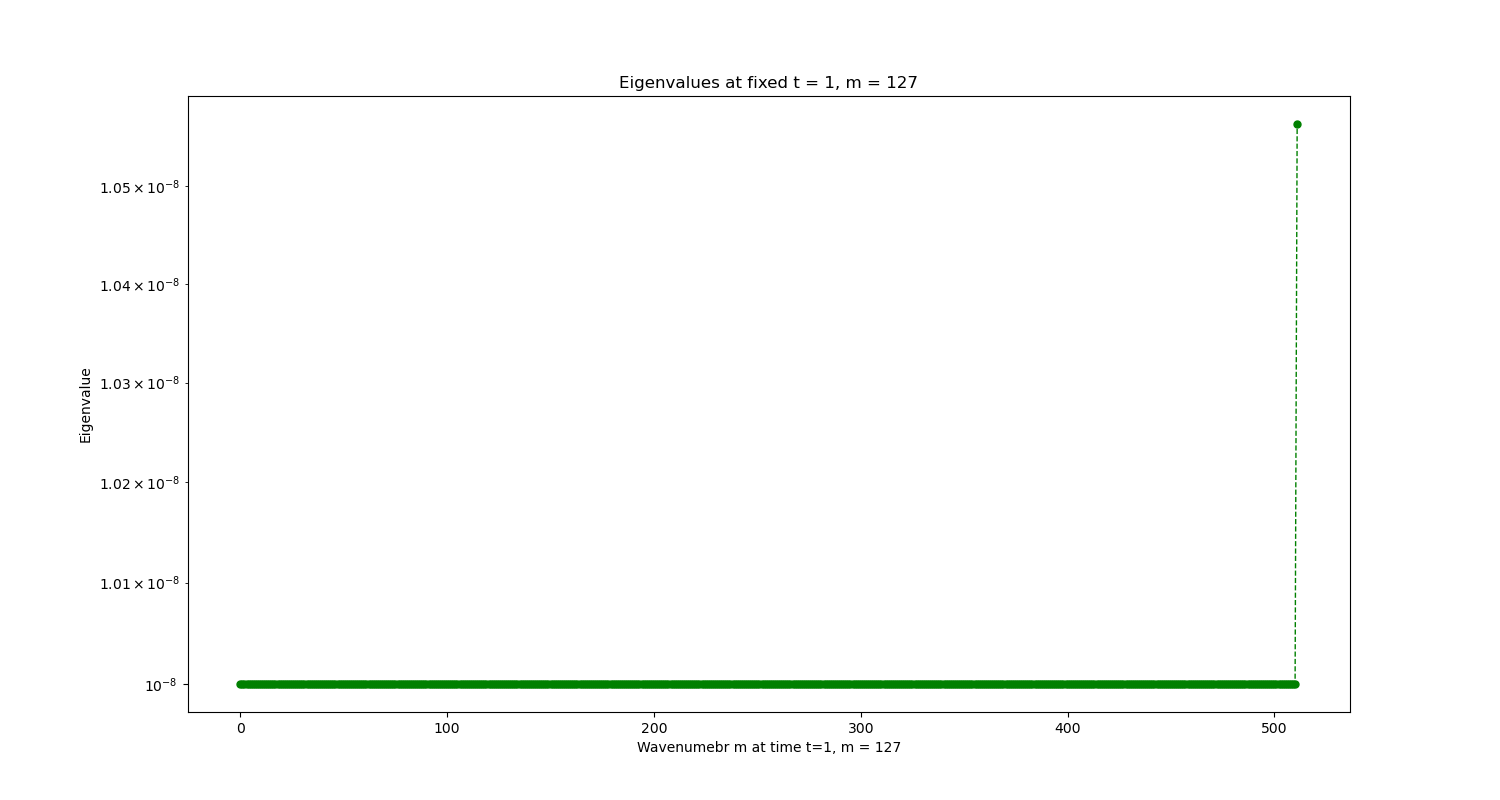 Eigenvalues at fixed t = 1, m = 127
Eigenvalue
1.05 × 10⁻⁸
1.04 × 10⁻⁸
1.03 × 10⁻⁸
1.02 × 10⁻⁸
1.01 × 10⁻⁸
10⁻⁸
0 100 200 300 400 500
Wavenumebr m at time t=1, m = 127